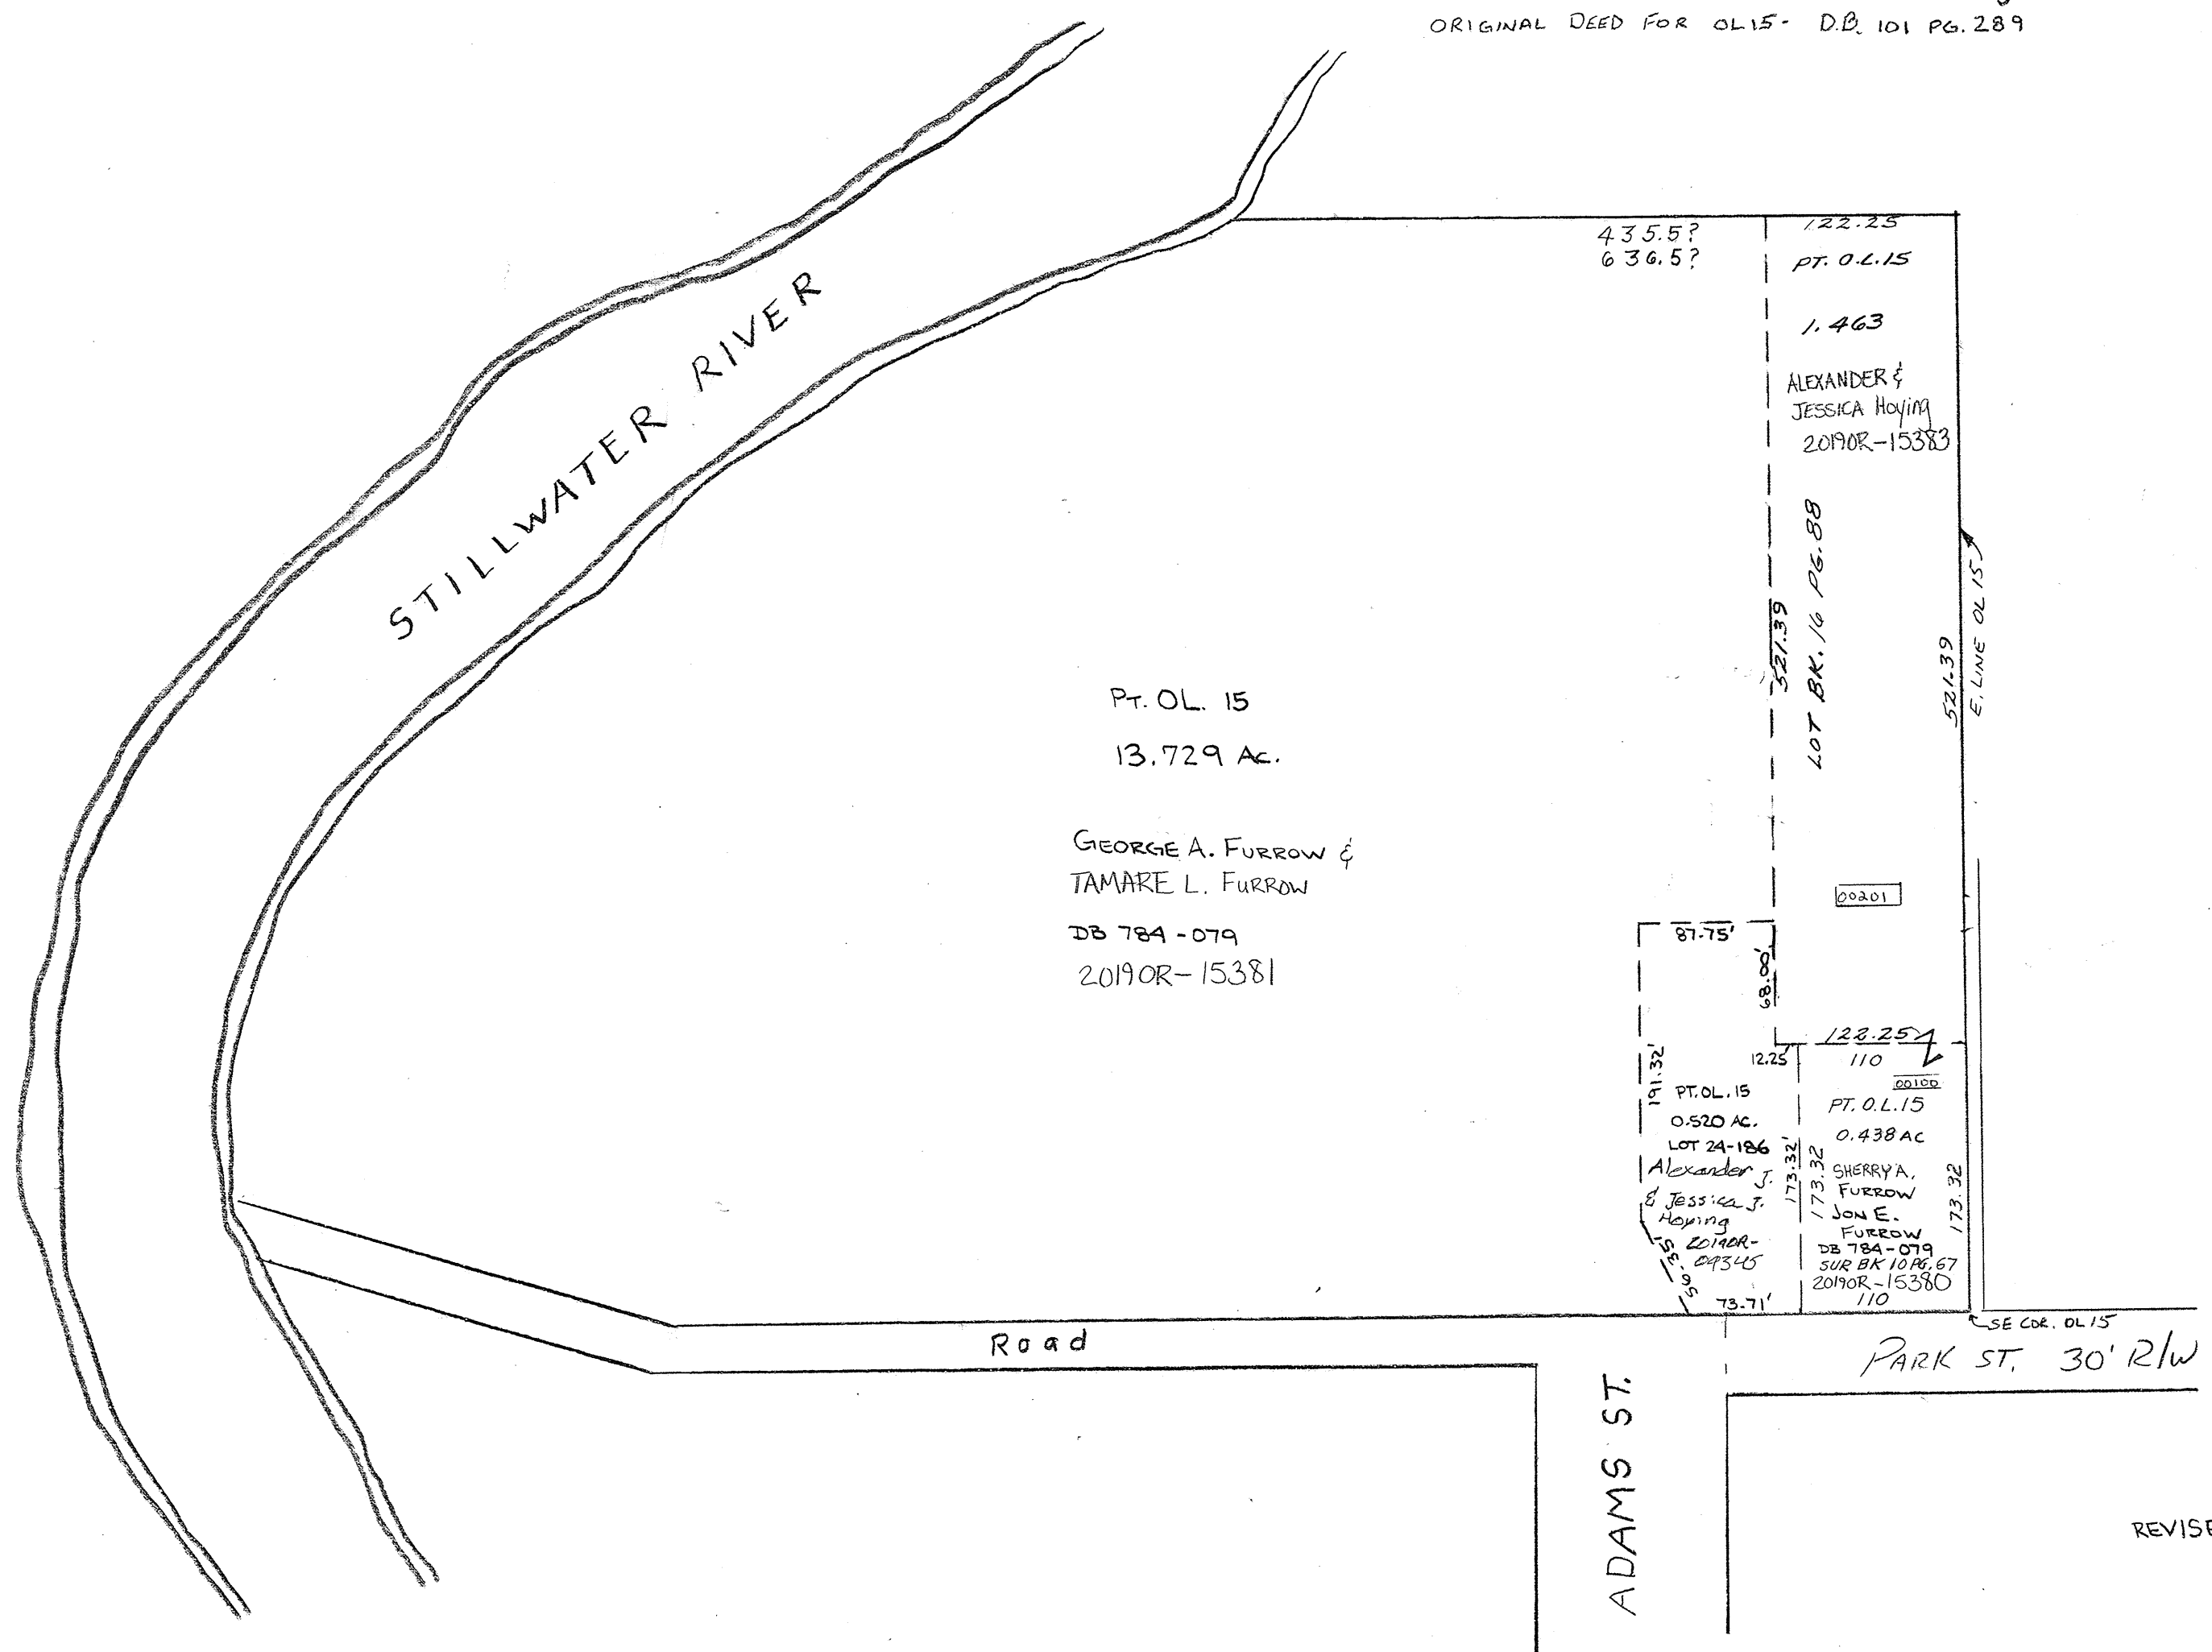 ORIGINAL DEED FOR OL15- D.B. 101 PG. 289
STILLWATER RIVER
435.5?
636.5?
122.25
PT. O.L.15
1.463
ALEXANDER &
JESSICA Hoying
20190R-15383
LOT BK. 16 PG. 88
521.39
521.39
E. LINE OL 15
PT. OL. 15
13.729 Ac.
GEORGE A. FURROW &
TAMARE L. FURROW
DB 784-079
20190R-15381
00201
87.75'
68.00'
191.32'
12.25'
122.25
110
00100
PT. OL. 15
0.520 AC.
LOT 24-186
Alexander J.
& Jessica J.
Hoying
20190R-
173.32'
173.32
PT. O.L.15
0.438 AC
SHERRY A.
FURROW
JON E.
FURROW
DB 784-079
SUR BK 10 PG. 67
20190R-15380
110
173.32
73.71'
SE COR. OL 15
Road
PARK ST. 30' R/W
ADAMS ST.
REVISE